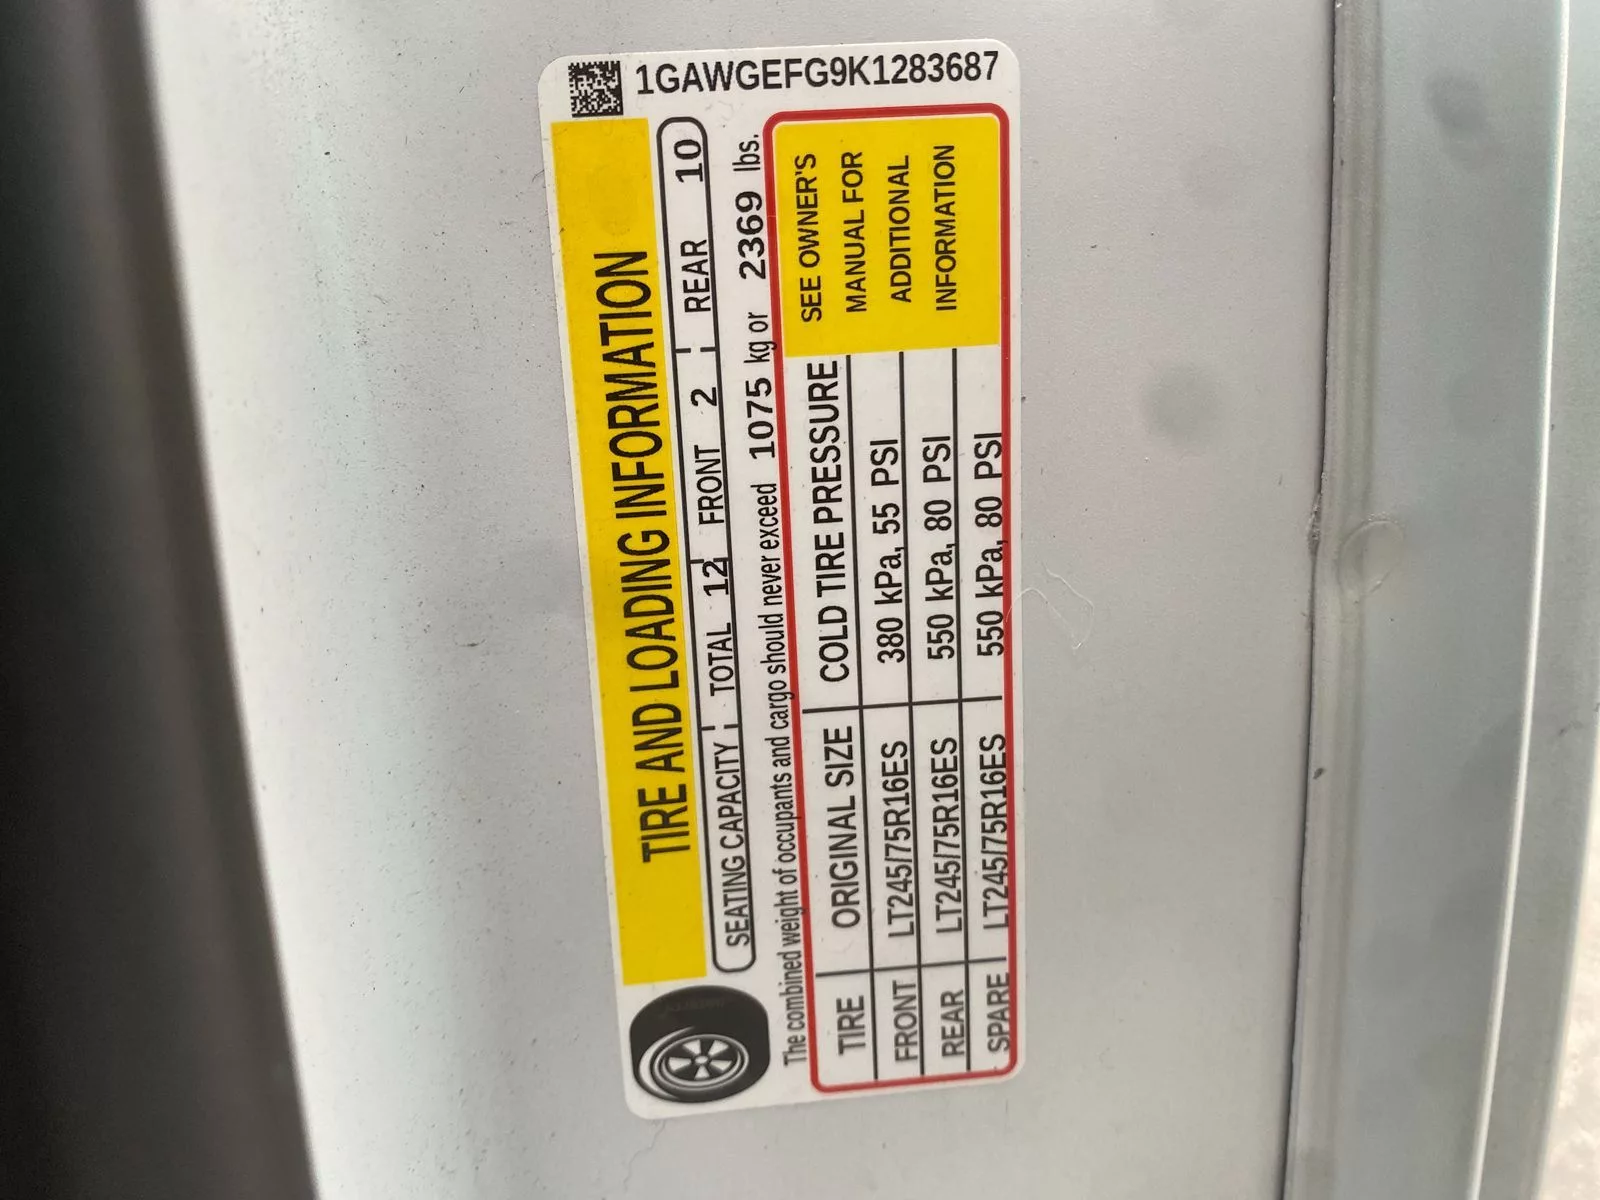 1GAWGEFG9K1283687
TIRE AND LOADING INFORMATION
SEATING CAPACITY TOTAL 12 FRONT 2 REAR 10
The combined weight of occupants and cargo should never exceed 1075 kg or 2369 lbs.
TIRE ORIGINAL SIZE COLD TIRE PRESSURE
FRONT LT245/75R16ES 380 kPa, 55 PSI
REAR LT245/75R16ES 550 kPa, 80 PSI
SPARE LT245/75R16ES 550 kPa, 80 PSI
SEE OWNER'S
MANUAL FOR
ADDITIONAL
INFORMATION